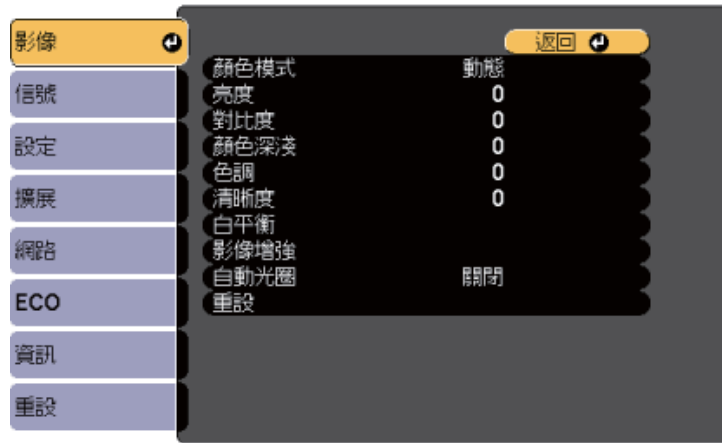 影像
信號
設定
擴展
網路
ECO
資訊
重設
返回
顏色模式 動態
亮度 0
對比度 0
顏色深淺 0
色調 0
清晰度 0
白平衡
影像增強
自動光圈 關閉
重設